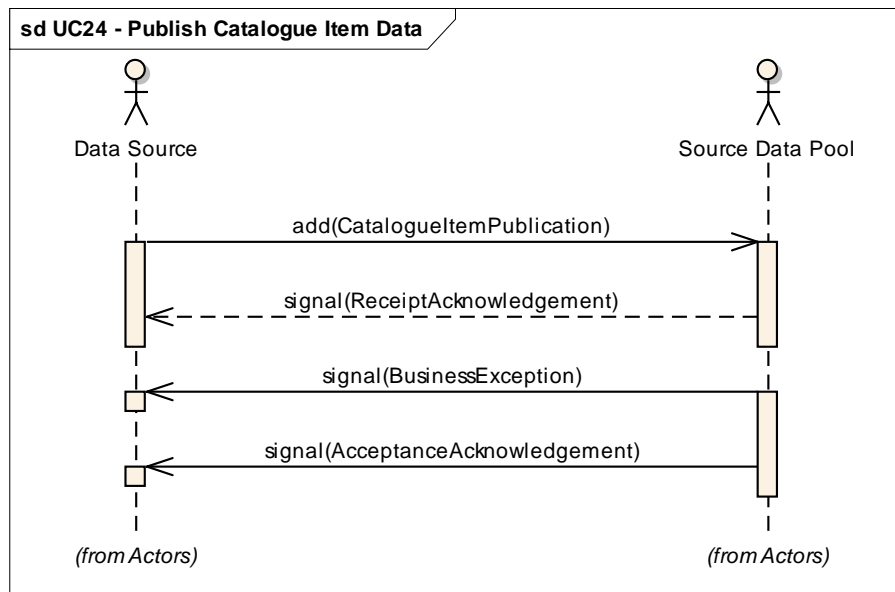 sd UC24 - Publish Catalogue Item Data
Data Source
Source Data Pool
add(CatalogueItemPublication)
signal(ReceiptAcknowledgement)
signal(BusinessException)
signal(AcceptanceAcknowledgement)
(from Actors)
(from Actors)